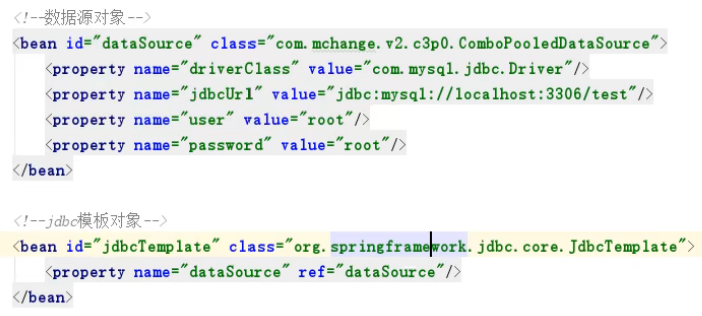 <!--数据源对象-->
<bean id="dataSource" class="com.mchange.v2.c3p0.ComboPooledDataSource">
    <property name="driverClass" value="com.mysql.jdbc.Driver"/>
    <property name="jdbcUrl" value="jdbc:mysql://localhost:3306/test"/>
    <property name="user" value="root"/>
    <property name="password" value="root"/>
</bean>
<!--jdbc模板对象-->
<bean id="jdbcTemplate" class="org.springframework.jdbc.core.JdbcTemplate">
    <property name="dataSource" ref="dataSource"/>
</bean>